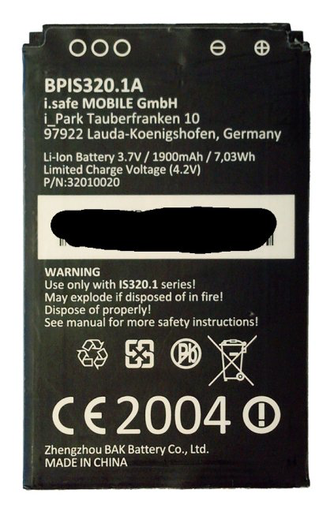 BPIS320.1A
i.safe MOBILE GmbH
i_Park Tauberfranken 10
97922 Lauda-Koenigshofen, Germany
Li-Ion Battery 3.7V / 1900mAh / 7,03Wh
Limited Charge Voltage (4.2V)
P/N:32010020
WARNING
Use only with IS320.1 series!
May explode if disposed of in fire!
Dispose of properly!
See manual for more safety instructions!
Pb
CE 2004
Zhengzhou BAK Battery Co., Ltd.
MADE IN CHINA